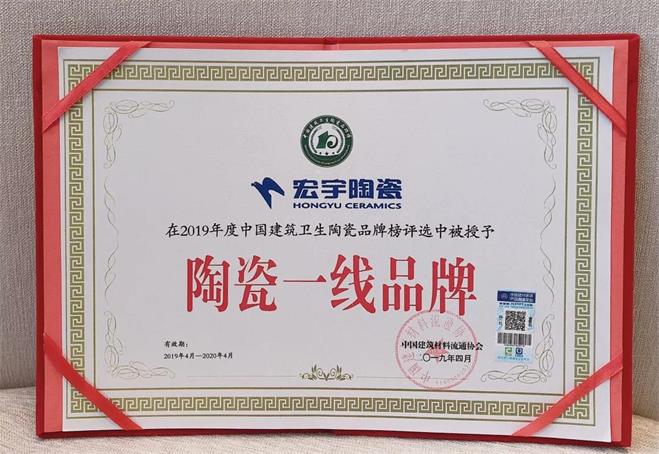 宏宇陶瓷
HONGYU CERAMICS
在2019年度中国建筑卫生陶瓷品牌榜评选中被授予
陶瓷一线品牌
有效期：
2019年4月—2020年4月
中国建筑材料流通协会
二〇一九年四月